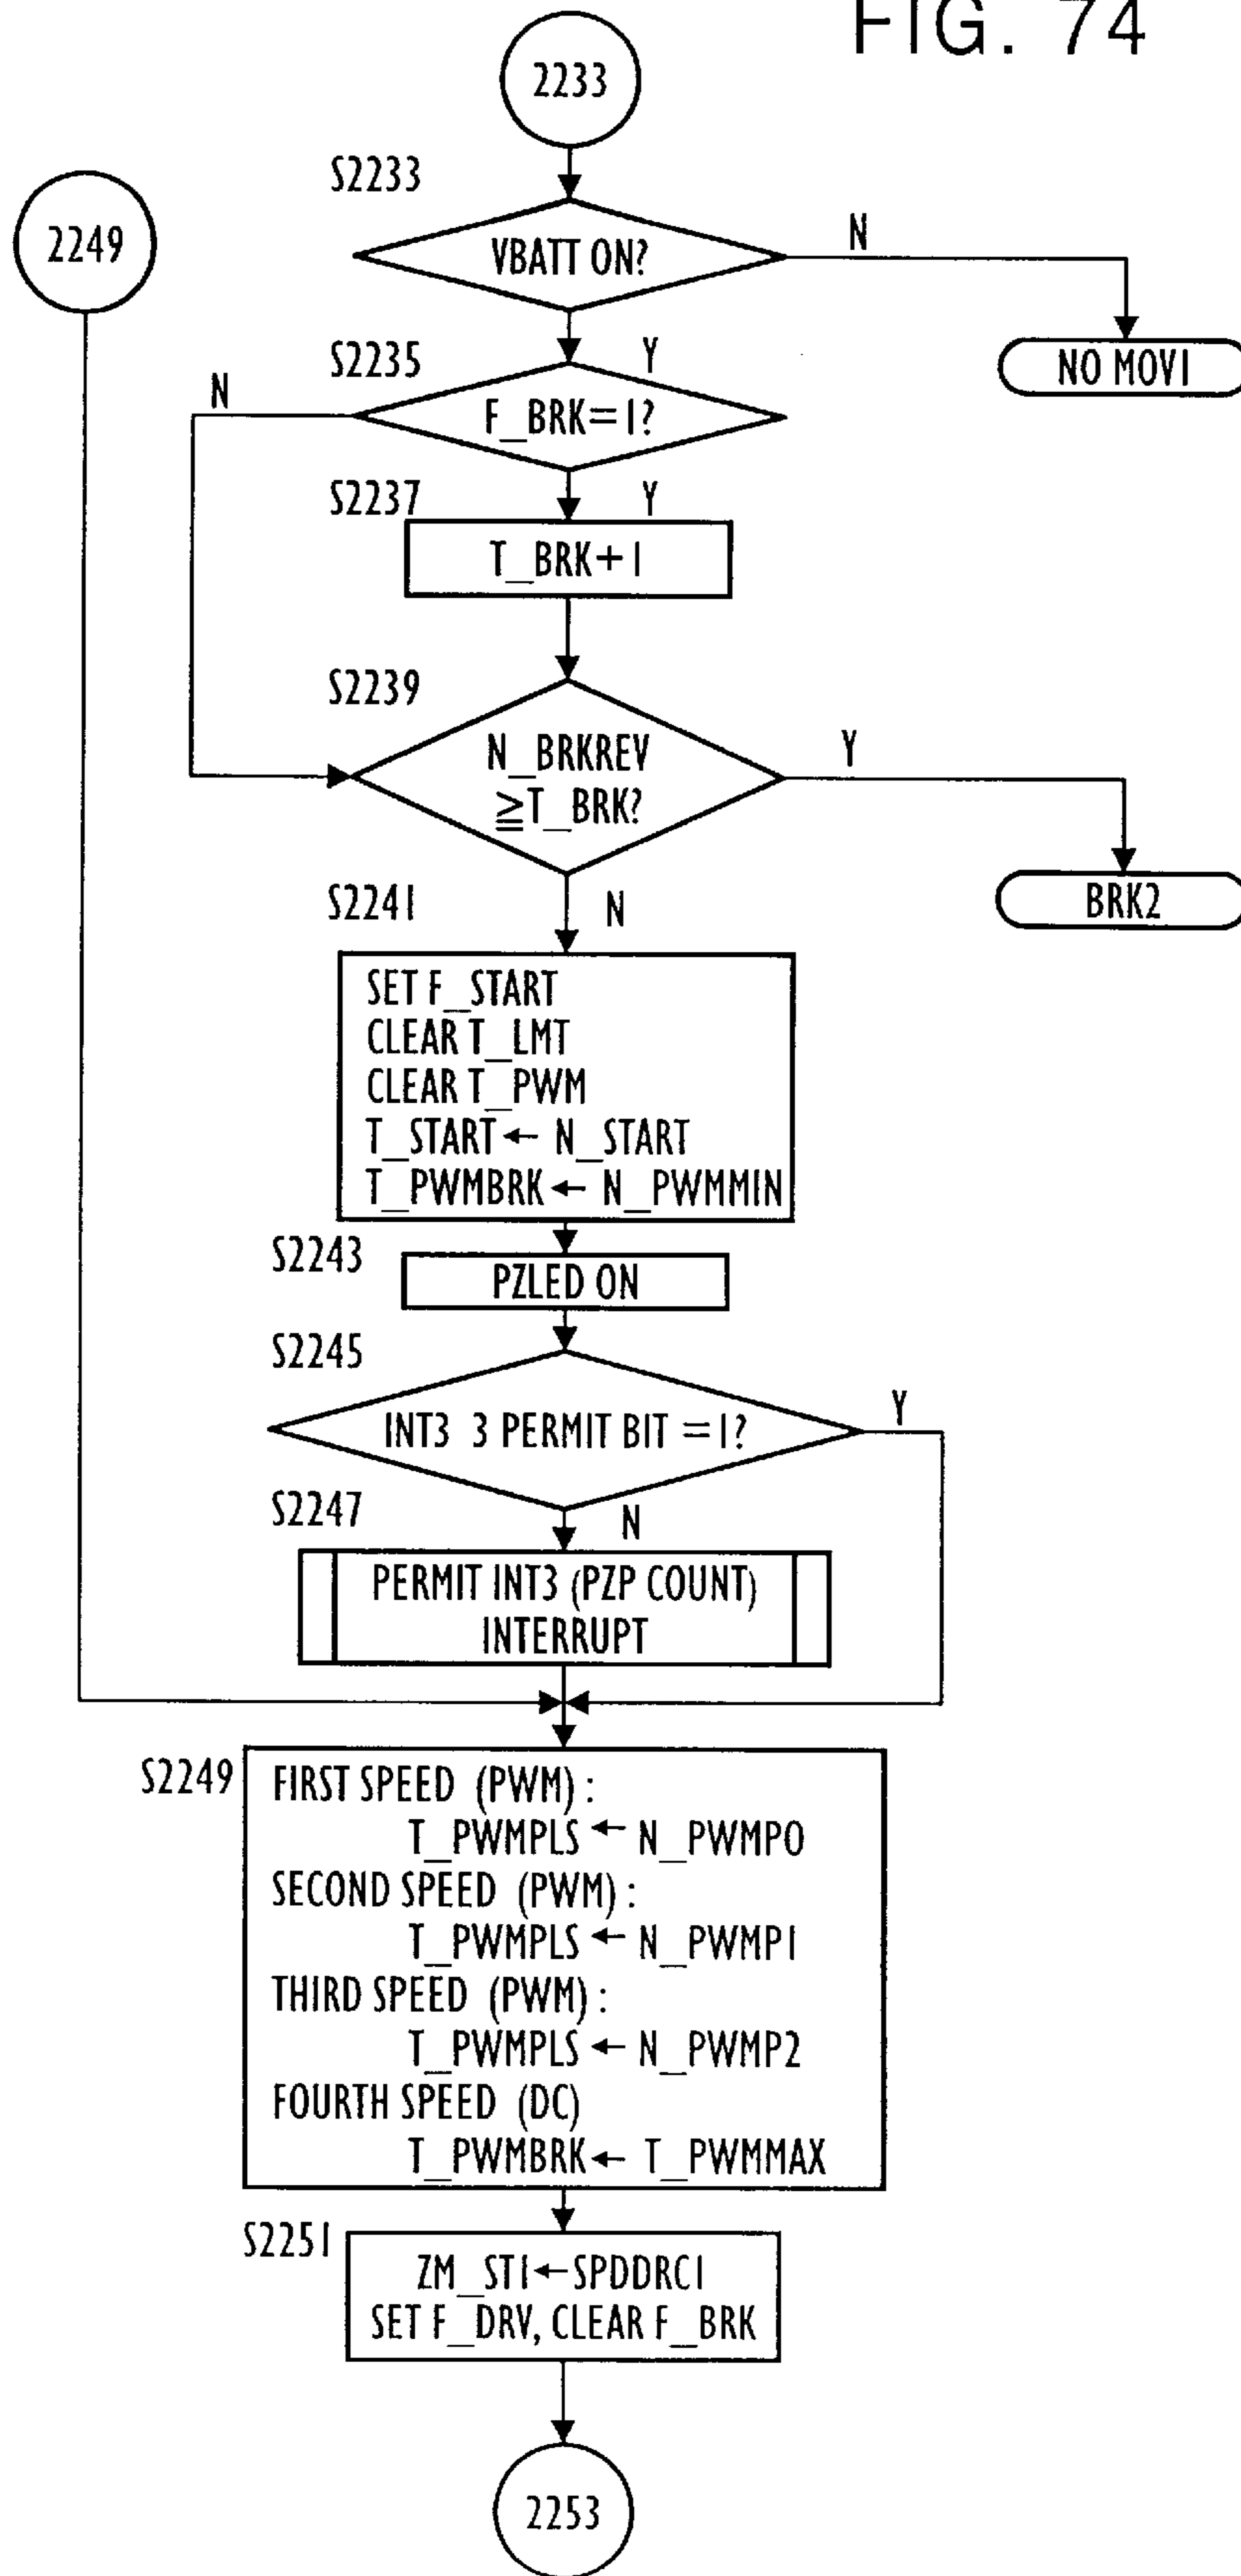 FIG. 74
2233
S2233
2249
VBATT ON?
N
NO MOV1
S2235
Y
N
F_BRK=1?
S2237
Y
T_BRK+1
S2239
N_BRKREV
≧T_BRK?
Y
BRK2
S2241
N
SET F_START
CLEAR T_LMT
CLEAR T_PWM
T_START← N_START
T_PWMBRK← N_PWMMIN
S2243
PZLED ON
S2245
INT3 3 PERMIT BIT =1?
Y
S2247
N
PERMIT INT3 (PZP COUNT)
INTERRUPT
S2249
FIRST SPEED (PWM) :
T_PWMPLS ← N_PWMP0
SECOND SPEED (PWM) :
T_PWMPLS ← N_PWMP1
THIRD SPEED (PWM) :
T_PWMPLS ← N_PWMP2
FOURTH SPEED (DC)
T_PWMBRK← T_PWMMAX
S2251
ZM_ST1←SPDDRC1
SET F_DRV, CLEAR F_BRK
2253